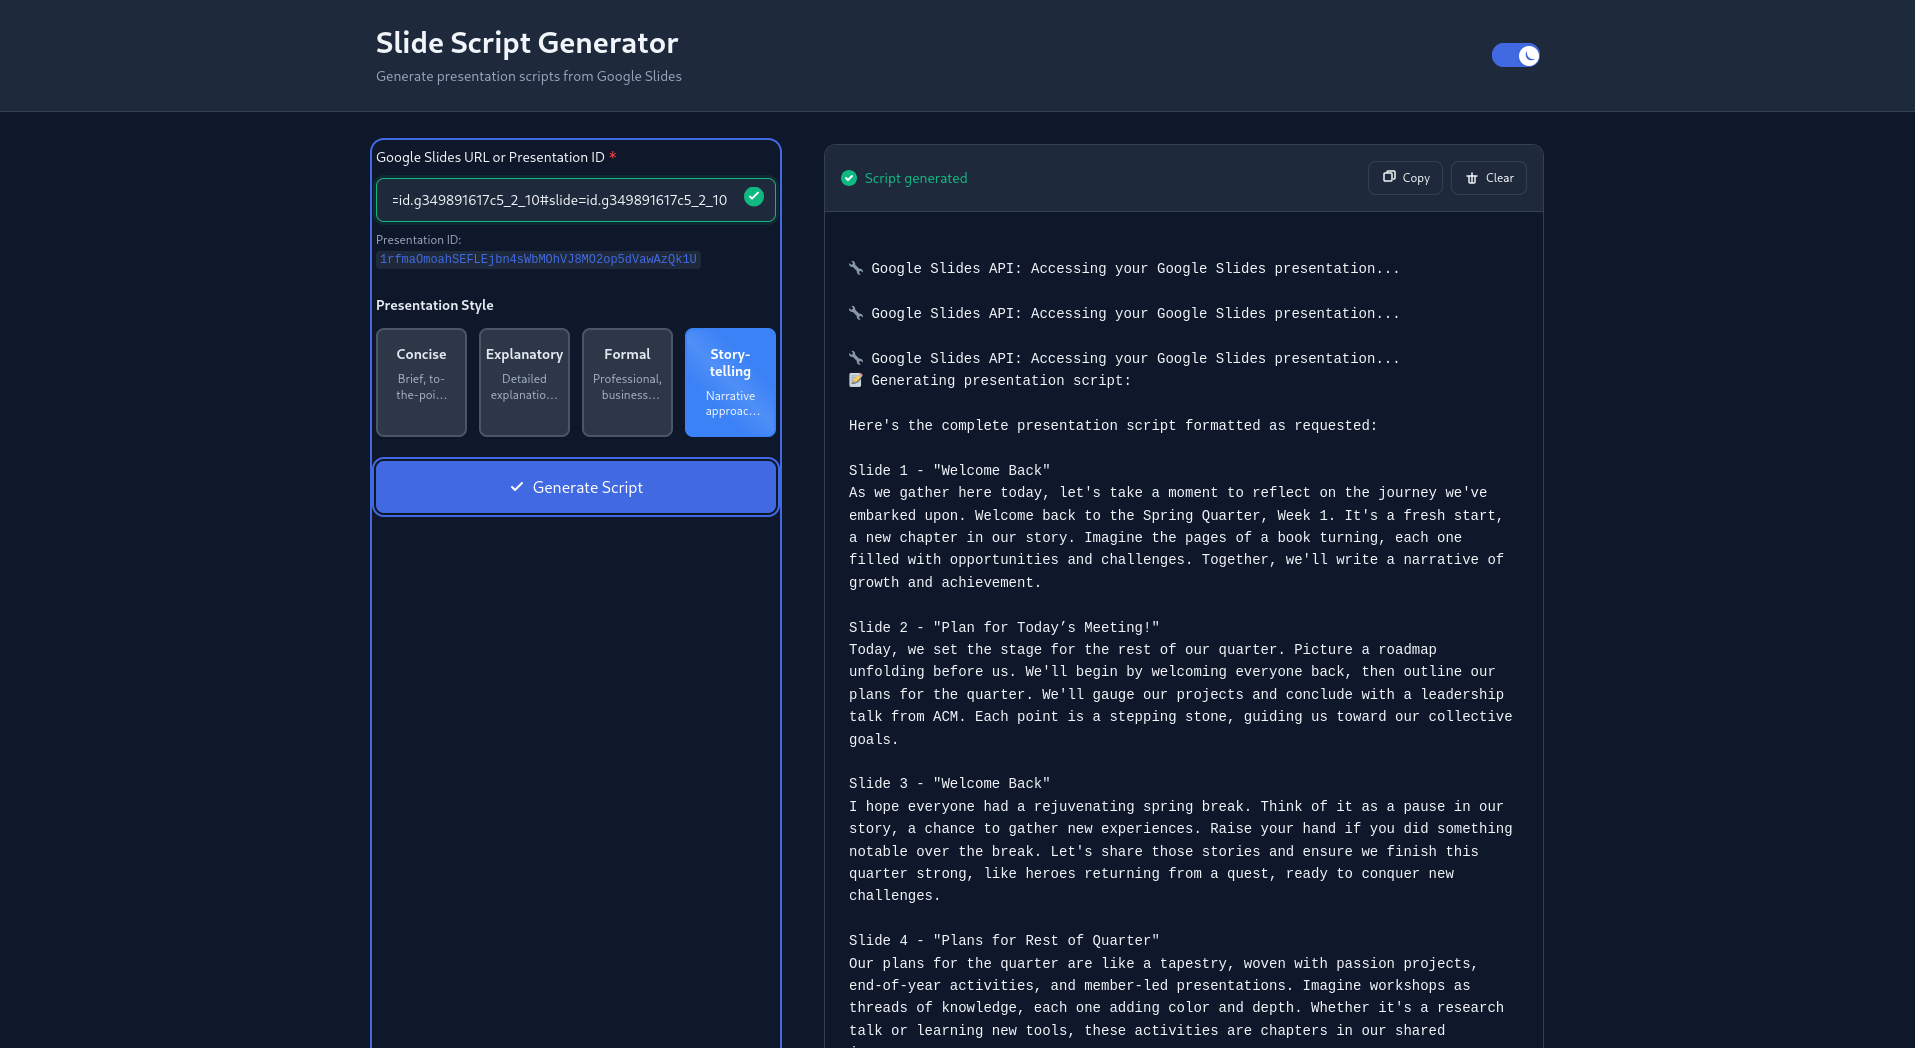 Slide Script Generator
Generate presentation scripts from Google Slides
Google Slides URL or Presentation ID *
=id.g349891617c5_2_10#slide=id.g349891617c5_2_10
Presentation ID:
1rfmaOmoahSEFLEjbn4sWbMOhVJ8MO2op5dVawAzQk1U
Presentation Style
Concise
Brief, to-
the-poi...
Explanatory
Detailed
explanatio...
Formal
Professional,
business...
Story-
telling
Narrative
approac...
Generate Script
Script generated
Copy
Clear
🔧 Google Slides API: Accessing your Google Slides presentation...
🔧 Google Slides API: Accessing your Google Slides presentation...
🔧 Google Slides API: Accessing your Google Slides presentation...
📝 Generating presentation script:
Here's the complete presentation script formatted as requested:
Slide 1 - "Welcome Back"
As we gather here today, let's take a moment to reflect on the journey we've
embarked upon. Welcome back to the Spring Quarter, Week 1. It's a fresh start,
a new chapter in our story. Imagine the pages of a book turning, each one
filled with opportunities and challenges. Together, we'll write a narrative of
growth and achievement.
Slide 2 - "Plan for Today’s Meeting!"
Today, we set the stage for the rest of our quarter. Picture a roadmap
unfolding before us. We'll begin by welcoming everyone back, then outline our
plans for the quarter. We'll gauge our projects and conclude with a leadership
talk from ACM. Each point is a stepping stone, guiding us toward our collective
goals.
Slide 3 - "Welcome Back"
I hope everyone had a rejuvenating spring break. Think of it as a pause in our
story, a chance to gather new experiences. Raise your hand if you did something
notable over the break. Let's share those stories and ensure we finish this
quarter strong, like heroes returning from a quest, ready to conquer new
challenges.
Slide 4 - "Plans for Rest of Quarter"
Our plans for the quarter are like a tapestry, woven with passion projects,
end-of-year activities, and member-led presentations. Imagine workshops as
threads of knowledge, each one adding color and depth. Whether it's a research
talk or learning new tools, these activities are chapters in our shared